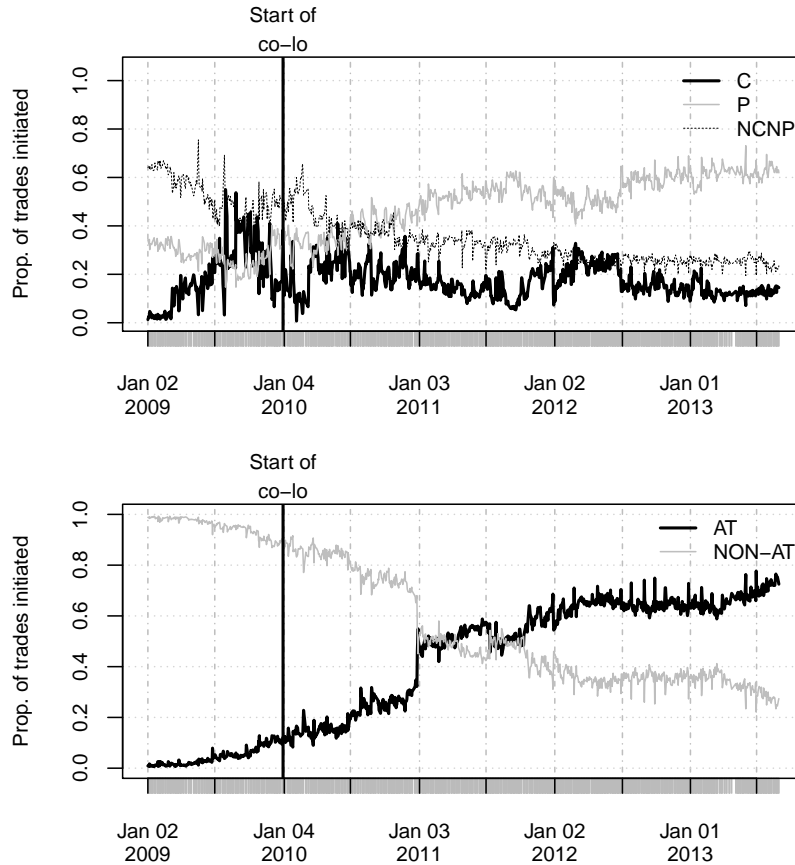 Start of
co−lo
Prop. of trades initiated
1.0
0.8
0.6
0.4
0.2
0.0
C
P
NCNP
Jan 02
2009
Jan 04
2010
Jan 03
2011
Jan 02
2012
Jan 01
2013
Start of
co−lo
Prop. of trades initiated
1.0
0.8
0.6
0.4
0.2
0.0
AT
NON−AT
Jan 02
2009
Jan 04
2010
Jan 03
2011
Jan 02
2012
Jan 01
2013